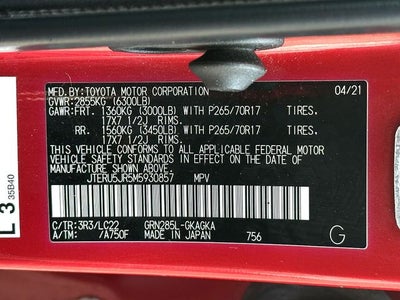 MFD.BY:TOYOTA MOTOR CORPORATION 04/21
GVWR:2855KG (6300LB)
GAWR:FRT. 1360KG (3000LB) WITH P265/70R17 TIRES.
17X7 1/2J RIMS.
RR. 1560KG (3450LB) WITH P265/70R17 TIRES.
17X7 1/2J RIMS.
THIS VEHICLE CONFORMS TO ALL APPLICABLE FEDERAL MOTOR
VEHICLE SAFETY STANDARDS IN EFFECT ON THE DATE OF
MANUFACTURE SHOWN ABOVE.
JTERU5JR5M5930857 MPV
C/TR:3R3/LC22 GRN285L-GKAGKA
A/TM: /A750F MADE IN JAPAN 756 G
L 3 35B40